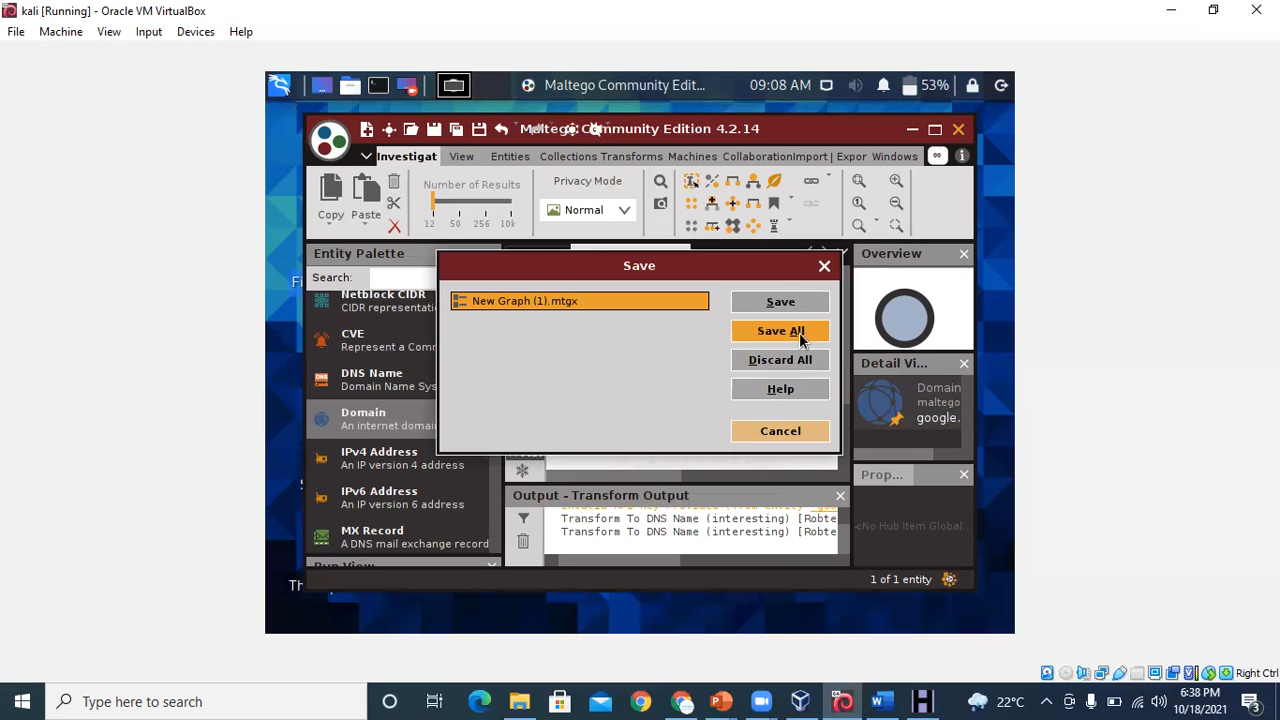 kali [Running] - Oracle VM VirtualBox
File Machine View Input Devices Help
Maltego Community Edit...
09:08 AM
53%
Maltego Community Edition 4.2.14
Investigat View Entities Collections Transforms Machines Collaboration Import | Expor Windows
Copy
Paste
Number of Results
12 50 256 10k
Privacy Mode
Normal
Entity Palette
Search:
Netblock CIDR
CIDR representati
CVE
Represent a Comm
DNS Name
Domain Name Sys
Domain
An internet domai
IPv4 Address
An IP version 4 address
IPv6 Address
An IP version 6 address
MX Record
A DNS mail exchange record
Run View
Save
New Graph (1).mtgx
Save
Save All
Discard All
Help
Cancel
Overview
Detail Vi...
Domain
maltego
google.
Prop...
<No Hub Item Global...
Output - Transform Output
Transform To DNS Name (interesting) [Robte
Transform To DNS Name (interesting) [Robte
1 of 1 entity
Right Ctrl
Type here to search
22°C
6:38 PM
10/18/2021
3